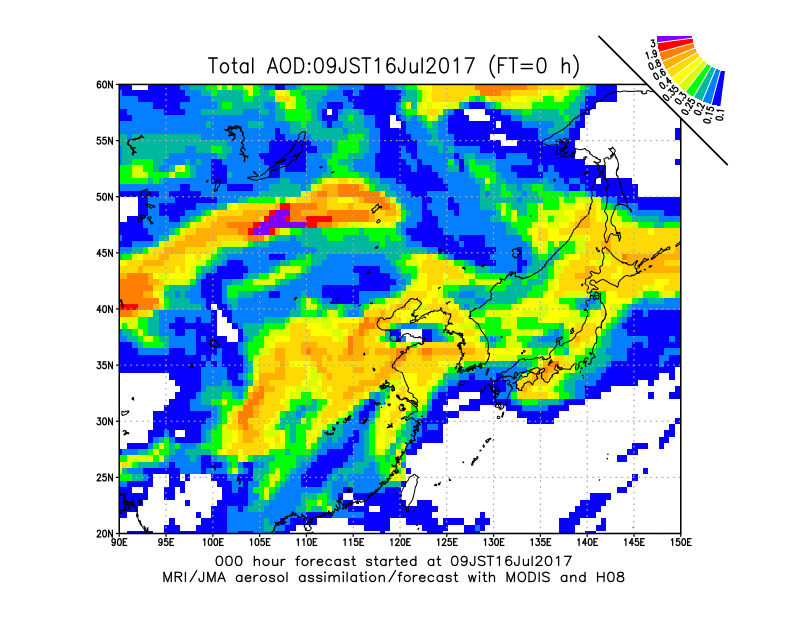 Total AOD:09JST16Jul2017 (FT=0 h)
3
1.9
0.8
0.6
0.4
0.35
0.3
0.25
0.2
0.15
0.1
60N
55N
50N
45N
40N
35N
30N
25N
20N
90E 95E 100E 105E 110E 115E 120E 125E 130E 135E 140E 145E 150E
000 hour forecast started at 09JST16Jul2017
MRI/JMA aerosol assimilation/forecast with MODIS and H08